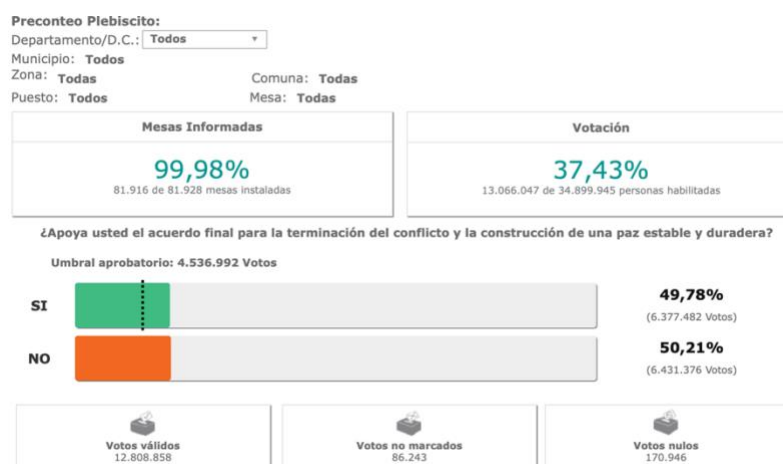 Preconteo Plebiscito:
Departamento/D.C.: Todos
Municipio: Todos
Zona: Todas Comuna: Todas
Puesto: Todos Mesa: Todas
Mesas Informadas
99,98%
81.916 de 81.928 mesas instaladas
Votación
37,43%
13.066.047 de 34.899.945 personas habilitadas
¿Apoya usted el acuerdo final para la terminación del conflicto y la construcción de una paz estable y duradera?
Umbral aprobatorio: 4.536.992 Votos
SI
49,78%
(6.377.482 Votos)
NO
50,21%
(6.431.376 Votos)
Votos válidos
12.808.858
Votos no marcados
86.243
Votos nulos
170.946